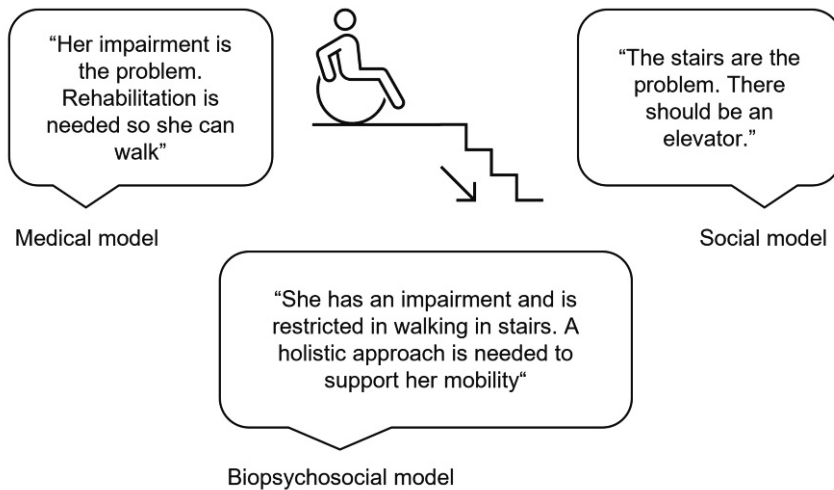 “Her impairment is
the problem.
Rehabilitation is
needed so she can
walk”
Medical model
“The stairs are the
problem. There
should be an
elevator.”
Social model
“She has an impairment and is
restricted in walking in stairs. A
holistic approach is needed to
support her mobility“
Biopsychosocial model